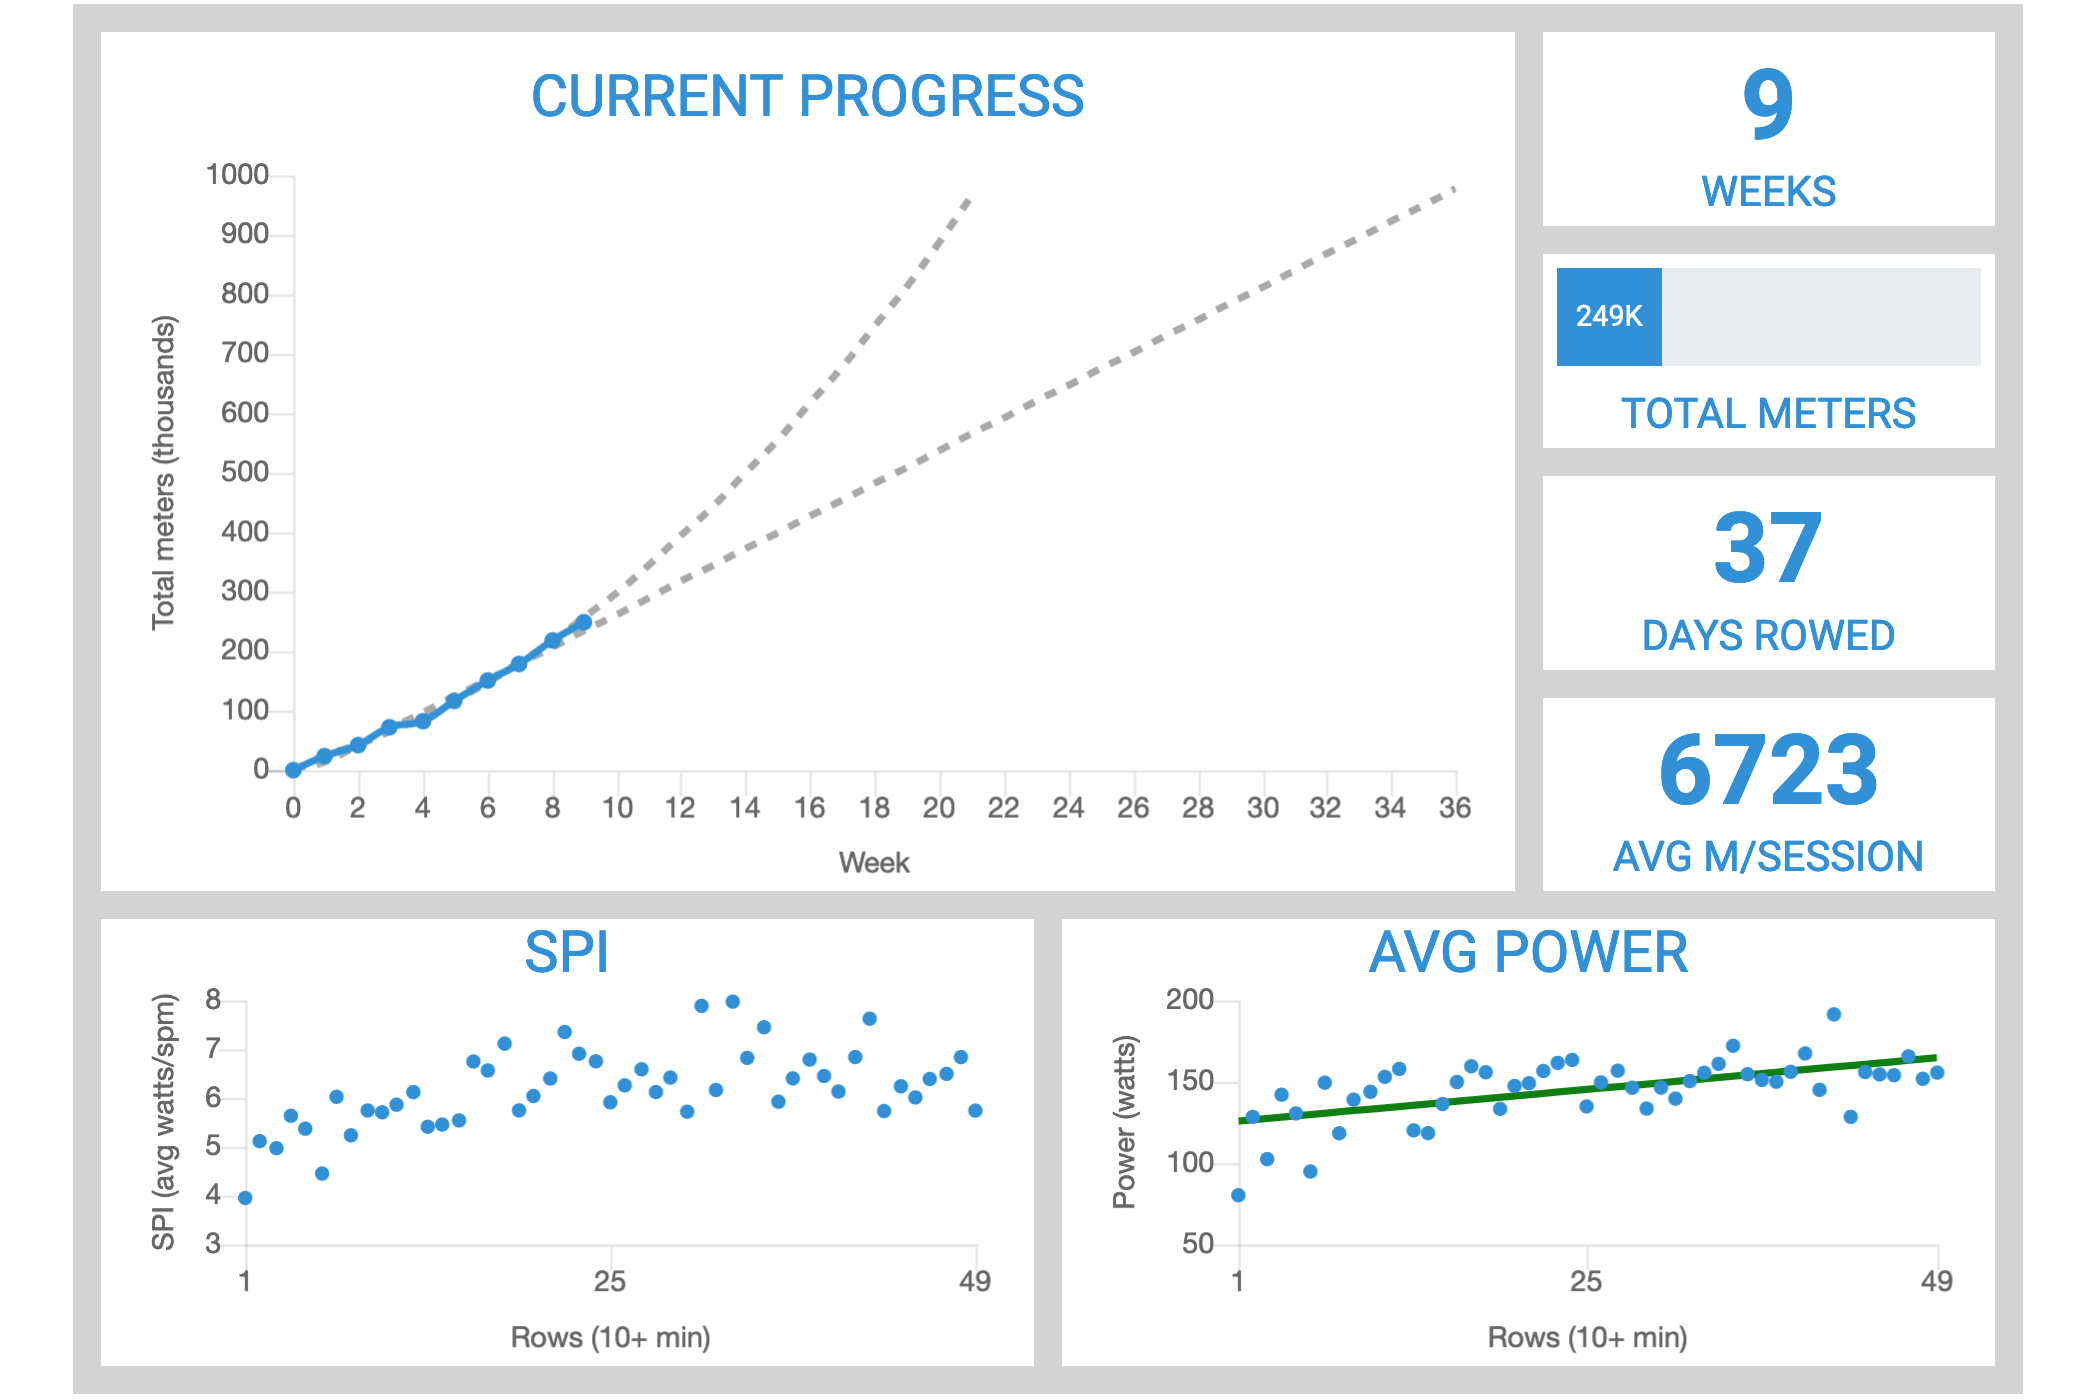 CURRENT PROGRESS
1000
900
800
700
600
500
400
300
200
100
0
Total meters (thousands)
0 2 4 6 8 10 12 14 16 18 20 22 24 26 28 30 32 34 36
Week
9
WEEKS
249K
TOTAL METERS
37
DAYS ROWED
6723
AVG M/SESSION
SPI
8
7
6
5
4
3
SPI (avg watts/spm)
1 25 49
Rows (10+ min)
AVG POWER
200
150
100
50
Power (watts)
1 25 49
Rows (10+ min)